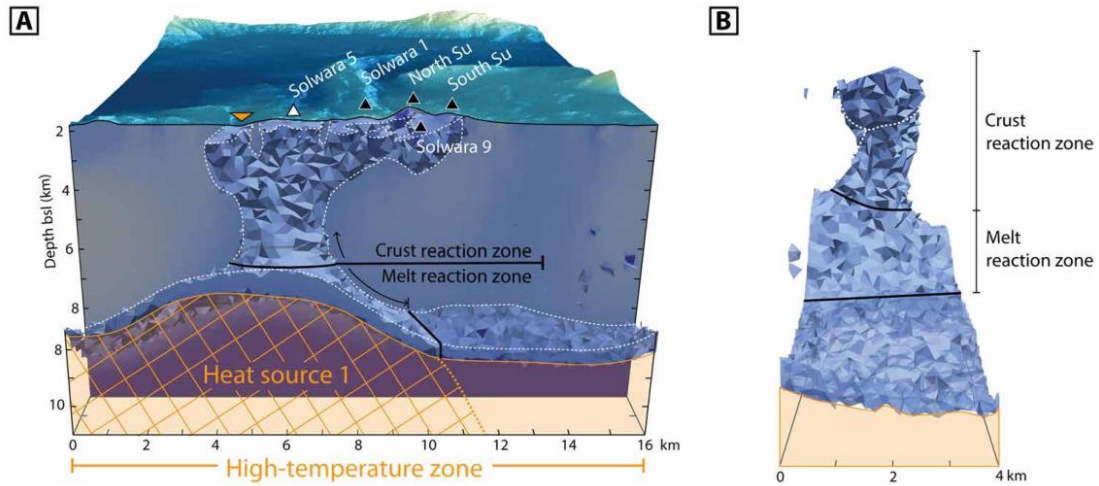 A
B
Solwara 5
Solwara 1
North Su
South Su
Solwara 9
Depth bsl (km)
2
4
6
8
8
10
Crust reaction zone
Melt reaction zone
Heat source 1
0 2 4 6 8 10 12 14 16 km
High-temperature zone
Crust
reaction zone
Melt
reaction zone
0 2 4 km